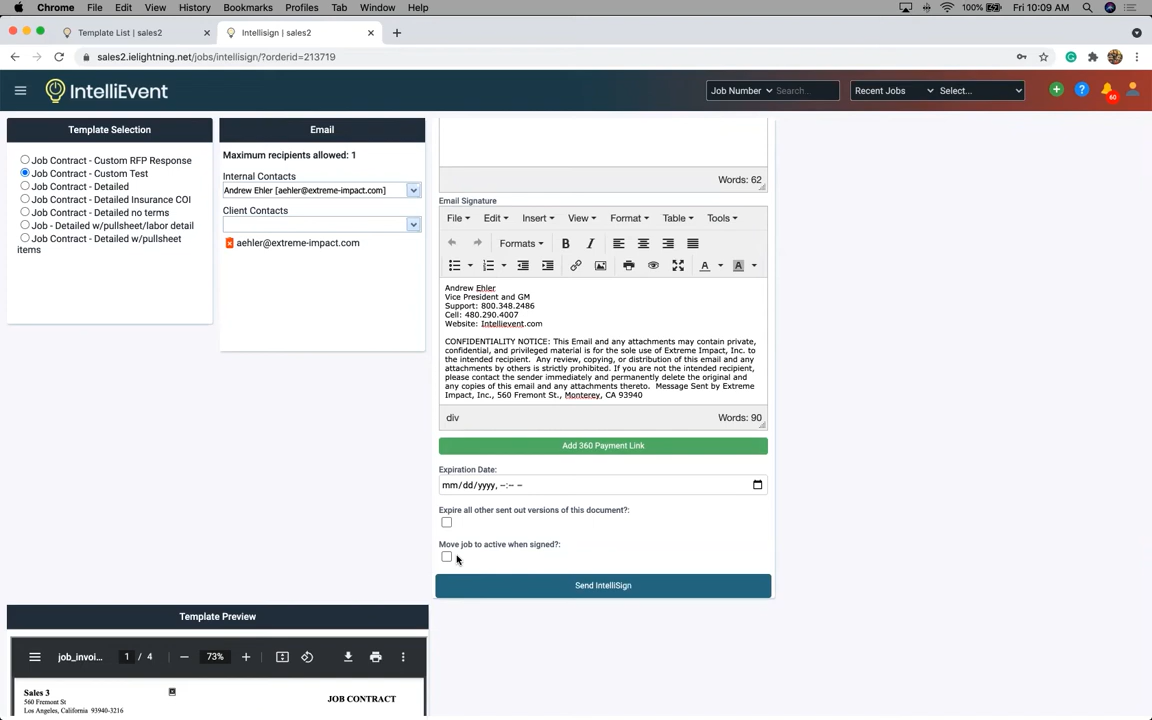 Chrome File Edit View History Bookmarks Profiles Tab Window Help 100% Fri 10:09 AM
Template List | sales2
Intellisign | sales2
sales2.ielightning.net/jobs/intellisign/?orderid=213719
IntelliEvent
Job Number
Search...
Recent Jobs
Select...
60
Template Selection
Job Contract - Custom RFP Response
Job Contract - Custom Test
Job Contract - Detailed
Job Contract - Detailed Insurance COI
Job Contract - Detailed no terms
Job - Detailed w/pullsheet/labor detail
Job Contract - Detailed w/pullsheet
items
Email
Maximum recipients allowed: 1
Internal Contacts
Andrew Ehler [aehler@extreme-impact.com]
Client Contacts
aehler@extreme-impact.com
Words: 62
Email Signature
File Edit Insert View Format Table Tools
Formats B I
A A
Andrew Ehler
Vice President and GM
Support: 800.348.2486
Cell: 480.290.4007
Website: Intellievent.com
CONFIDENTIALITY NOTICE: This Email and any attachments may contain private,
confidential, and privileged material is for the sole use of Extreme Impact, Inc. to
the intended recipient. Any review, copying, or distribution of this email and any
attachments by others is strictly prohibited. If you are not the intended recipient,
please contact the sender immediately and permanently delete the original and
any copies of this email and any attachments thereto. Message Sent by Extreme
Impact, Inc., 560 Fremont St., Monterey, CA 93940
div
Words: 90
Add 360 Payment Link
Expiration Date:
mm/dd/yyyy, --:-- --
Expire all other sent out versions of this document?:
Move job to active when signed?:
Send IntelliSign
Template Preview
job_invoi...
1 / 4
73%
Sales 3
560 Fremont St
Los Angeles, California 93940-3216
JOB CONTRACT